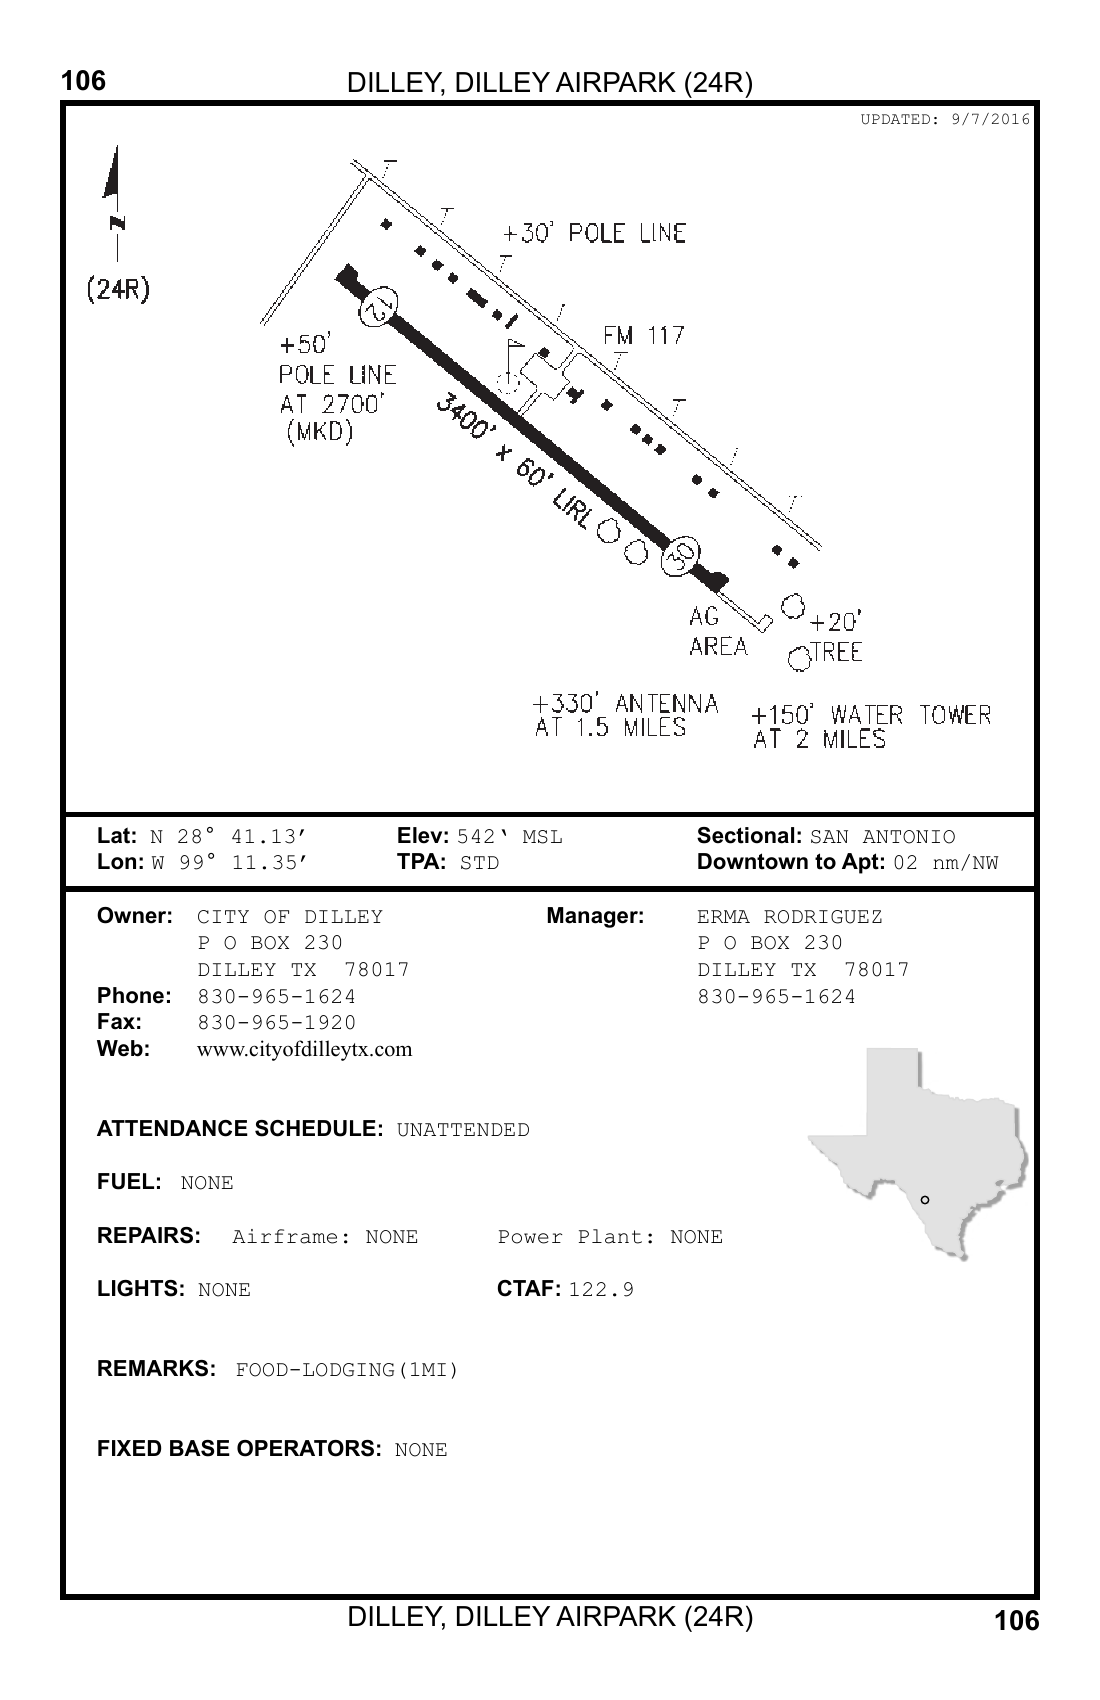 106 DILLEY, DILLEY AIRPARK (24R)
UPDATED: 9/7/2016
N
(24R)
+30' POLE LINE
12
FM 117
+50'
POLE LINE
AT 2700'
(MKD)
3400' x 60' LIRL
30
AG
AREA
+20'
TREE
+330' ANTENNA
AT 1.5 MILES
+150' WATER TOWER
AT 2 MILES
Lat: N 28° 41.13′ Elev: 542‘ MSL Sectional: SAN ANTONIO
Lon: W 99° 11.35′ TPA: STD Downtown to Apt: 02 nm/NW
Owner: CITY OF DILLEY Manager: ERMA RODRIGUEZ
P O BOX 230 P O BOX 230
DILLEY TX 78017 DILLEY TX 78017
Phone: 830-965-1624 830-965-1624
Fax: 830-965-1920
Web: www.cityofdilleytx.com
ATTENDANCE SCHEDULE: UNATTENDED
FUEL: NONE
REPAIRS: Airframe: NONE Power Plant: NONE
LIGHTS: NONE CTAF: 122.9
REMARKS: FOOD-LODGING(1MI)
FIXED BASE OPERATORS: NONE
DILLEY, DILLEY AIRPARK (24R) 106